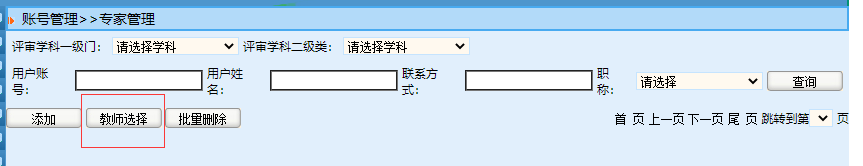 账号管理>>专家管理
评审学科一级门: 请选择学科 评审学科二级类: 请选择学科
用户账号: 用户姓名: 联系方式: 职称: 请选择 查询
添加 教师选择 批量删除 首 页 上一页 下一页 尾 页 跳转到第 页